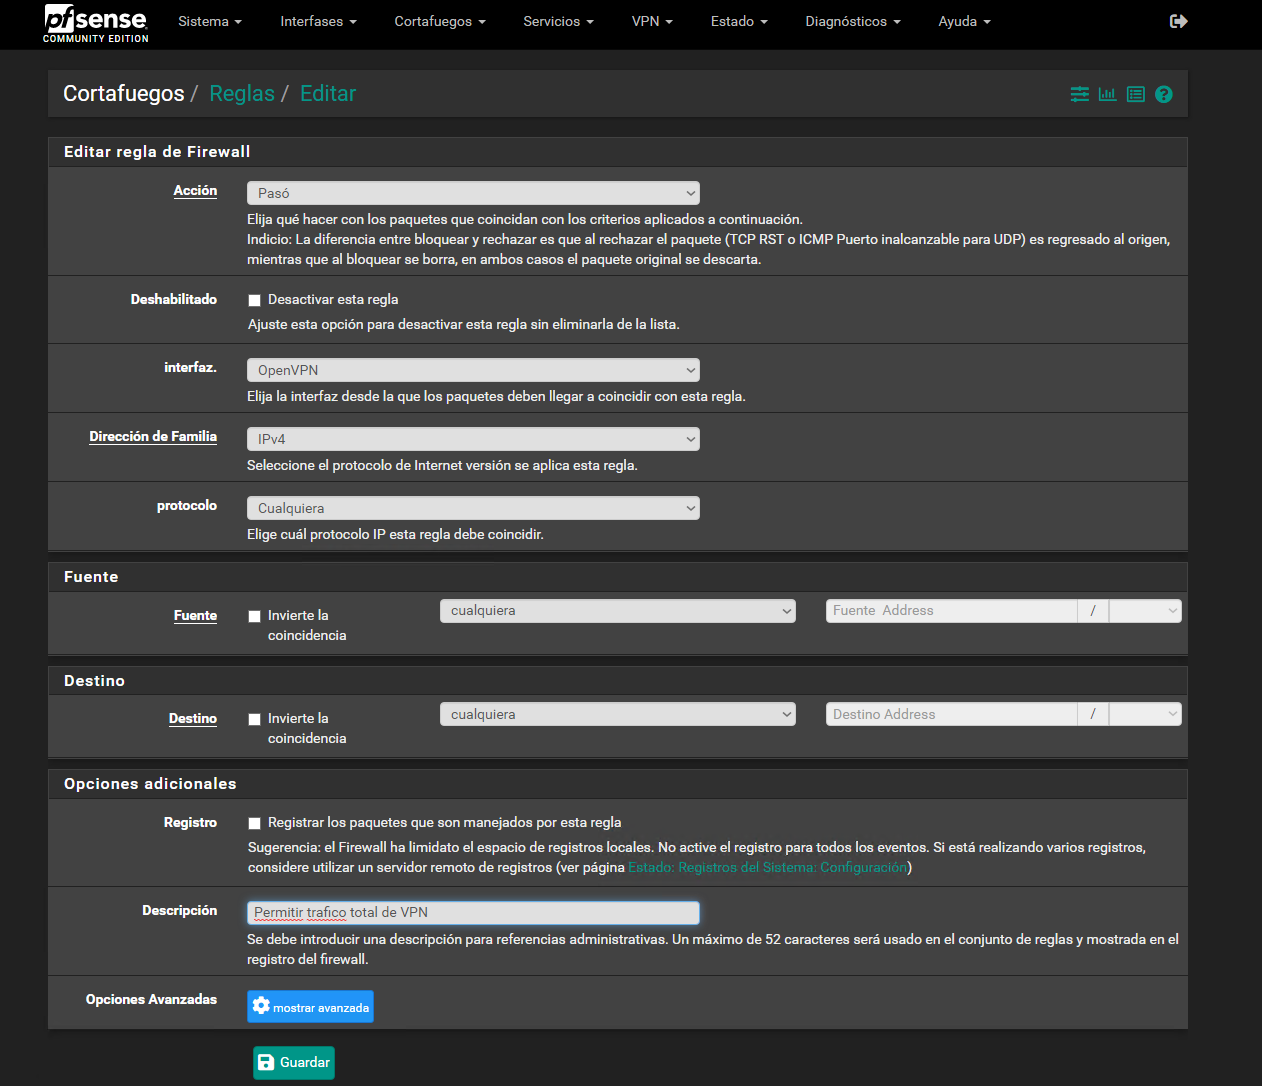 pfsense
COMMUNITY EDITION
Sistema
Interfases
Cortafuegos
Servicios
VPN
Estado
Diagnósticos
Ayuda
Cortafuegos / Reglas / Editar
Editar regla de Firewall
Acción
Pasó
Elija qué hacer con los paquetes que coincidan con los criterios aplicados a continuación.
Indicio: La diferencia entre bloquear y rechazar es que al rechazar el paquete (TCP RST o ICMP Puerto inalcanzable para UDP) es regresado al origen,
mientras que al bloquear se borra, en ambos casos el paquete original se descarta.
Deshabilitado
Desactivar esta regla
Ajuste esta opción para desactivar esta regla sin eliminarla de la lista.
interfaz.
OpenVPN
Elija la interfaz desde la que los paquetes deben llegar a coincidir con esta regla.
Dirección de Familia
IPv4
Seleccione el protocolo de Internet versión se aplica esta regla.
protocolo
Cualquiera
Elige cuál protocolo IP esta regla debe coincidir.
Fuente
Fuente
Invierte la
coincidencia
cualquiera
Fuente Address
/
Destino
Destino
Invierte la
coincidencia
cualquiera
Destino Address
/
Opciones adicionales
Registro
Registrar los paquetes que son manejados por esta regla
Sugerencia: el Firewall ha limidato el espacio de registros locales. No active el registro para todos los eventos. Si está realizando varios registros,
considere utilizar un servidor remoto de registros (ver página Estado: Registros del Sistema: Configuración)
Descripción
Permitir trafico total de VPN
Se debe introducir una descripción para referencias administrativas. Un máximo de 52 caracteres será usado en el conjunto de reglas y mostrada en el
registro del firewall.
Opciones Avanzadas
mostrar avanzada
Guardar